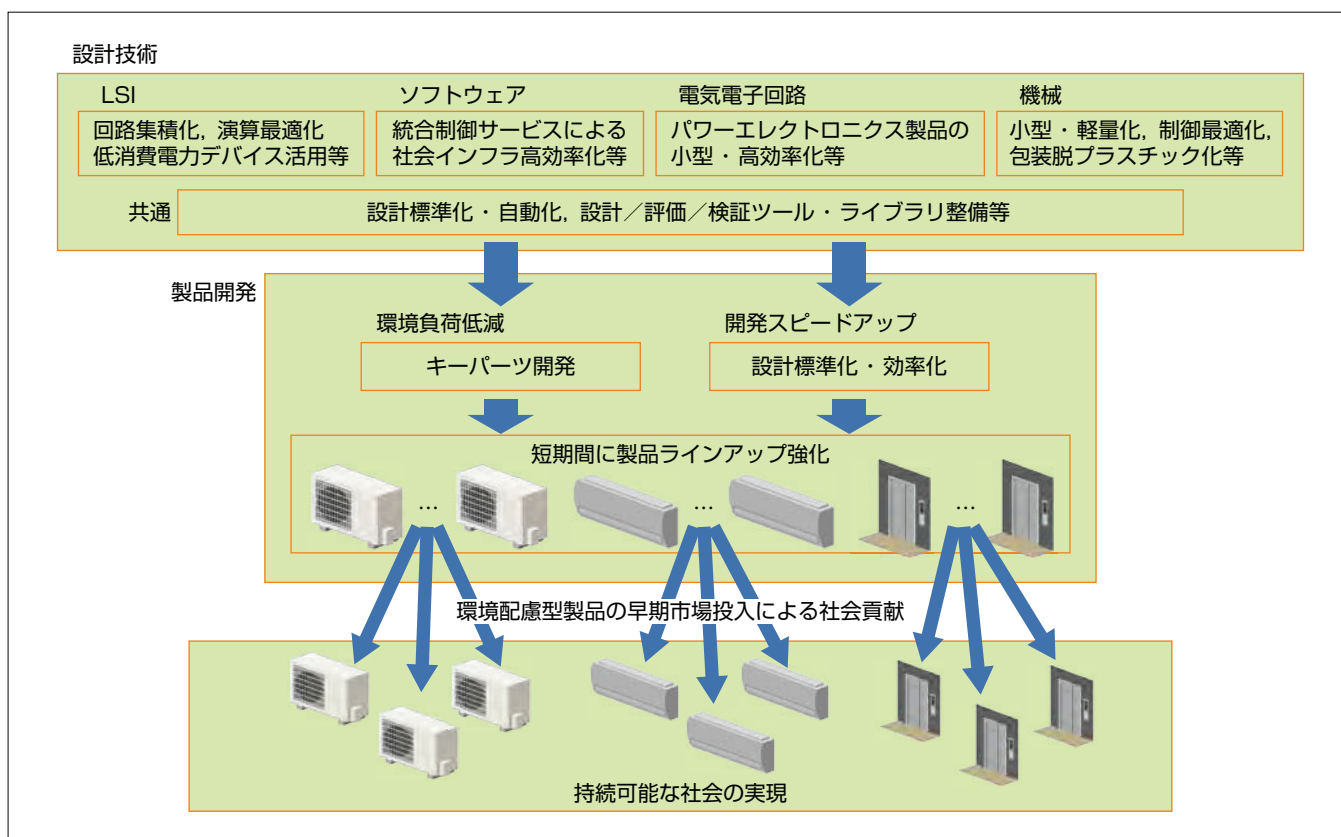 設計技術
LSI
回路集積化, 演算最適化
低消費電力デバイス活用等
ソフトウェア
統合制御サービスによる
社会インフラ高効率化等
電気電子回路
パワーエレクトロニクス製品の
小型・高効率化等
機械
小型・軽量化, 制御最適化,
包装脱プラスチック化等
共通
設計標準化・自動化, 設計／評価／検証ツール・ライブラリ整備等
製品開発
環境負荷低減
キーパーツ開発
開発スピードアップ
設計標準化・効率化
短期間に製品ラインアップ強化
… … …
環境配慮型製品の早期市場投入による社会貢献
持続可能な社会の実現